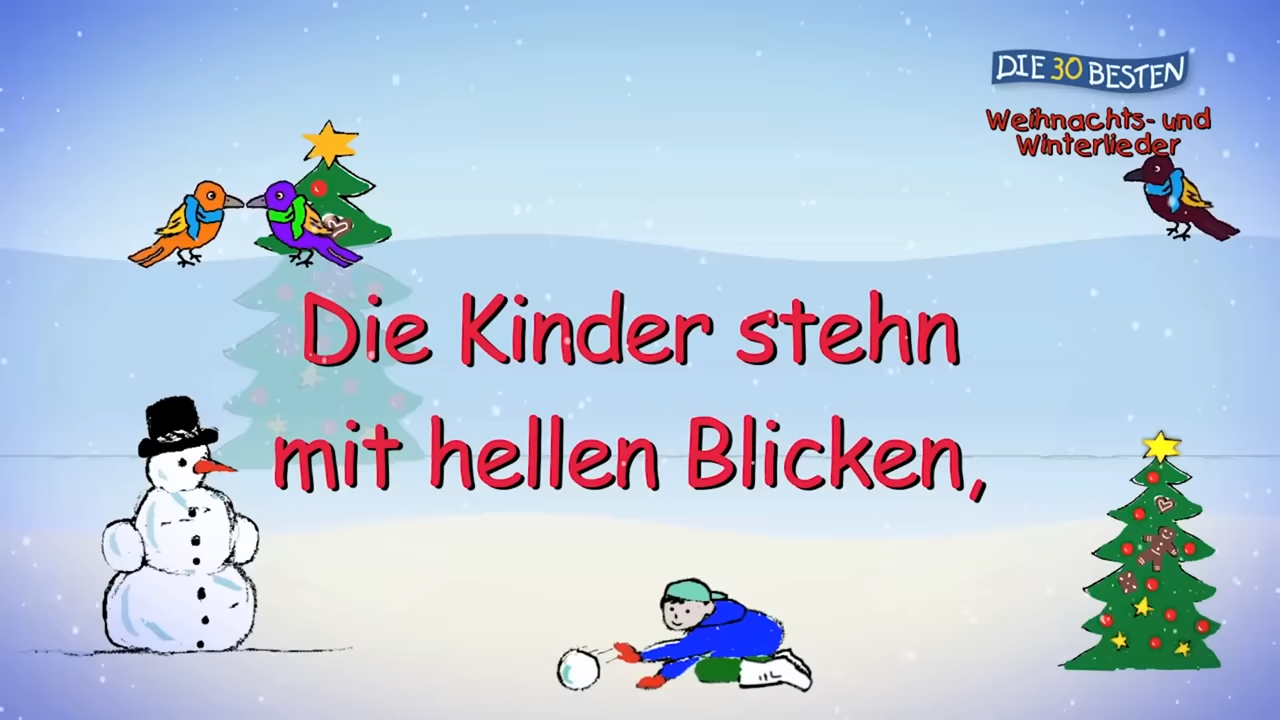 DIE 30 BESTEN
Weihnachts- und
Winterlieder
Die Kinder stehn
mit hellen Blicken,